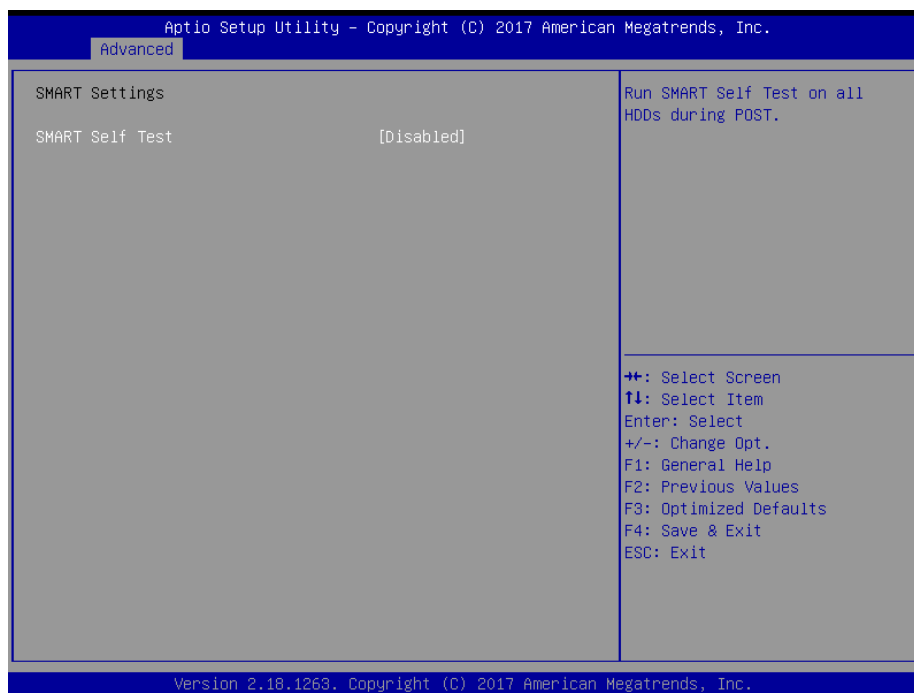 Aptio Setup Utility – Copyright (C) 2017 American Megatrends, Inc.
Advanced
SMART Settings
SMART Self Test [Disabled]
Run SMART Self Test on all
HDDs during POST.
→←: Select Screen
↑↓: Select Item
Enter: Select
+/-: Change Opt.
F1: General Help
F2: Previous Values
F3: Optimized Defaults
F4: Save & Exit
ESC: Exit
Version 2.18.1263. Copyright (C) 2017 American Megatrends, Inc.